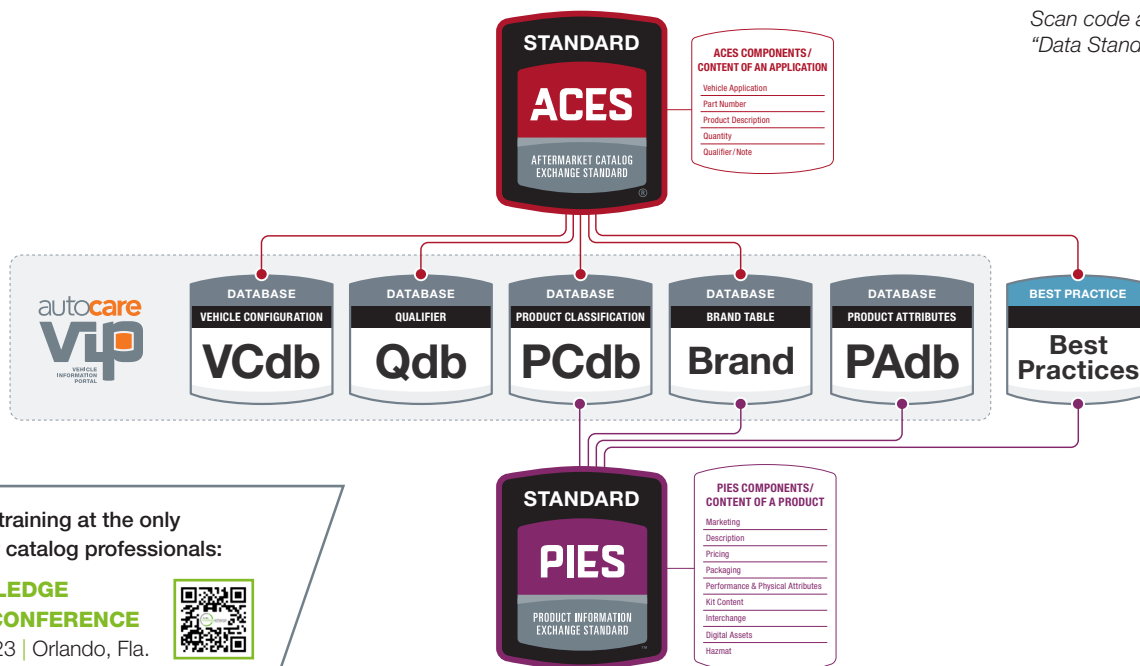 Scan code a
"Data Stand
STANDARD
ACES
AFTERMARKET CATALOG
EXCHANGE STANDARD
®
ACES COMPONENTS/
CONTENT OF AN APPLICATION
Vehicle Application
Part Number
Product Description
Quantity
Qualifier/Note
autocare
VIP
VEHICLE
INFORMATION
PORTAL
DATABASE
VEHICLE CONFIGURATION
VCdb
DATABASE
QUALIFIER
Qdb
DATABASE
PRODUCT CLASSIFICATION
PCdb
DATABASE
BRAND TABLE
Brand
DATABASE
PRODUCT ATTRIBUTES
PAdb
BEST PRACTICE
Best
Practices
STANDARD
PIES
PRODUCT INFORMATION
EXCHANGE STANDARD
™
PIES COMPONENTS/
CONTENT OF A PRODUCT
Marketing
Description
Pricing
Packaging
Performance & Physical Attributes
Kit Content
Interchange
Digital Assets
Hazmat
training at the only
catalog professionals:
LEDGE
CONFERENCE
23 | Orlando, Fla.